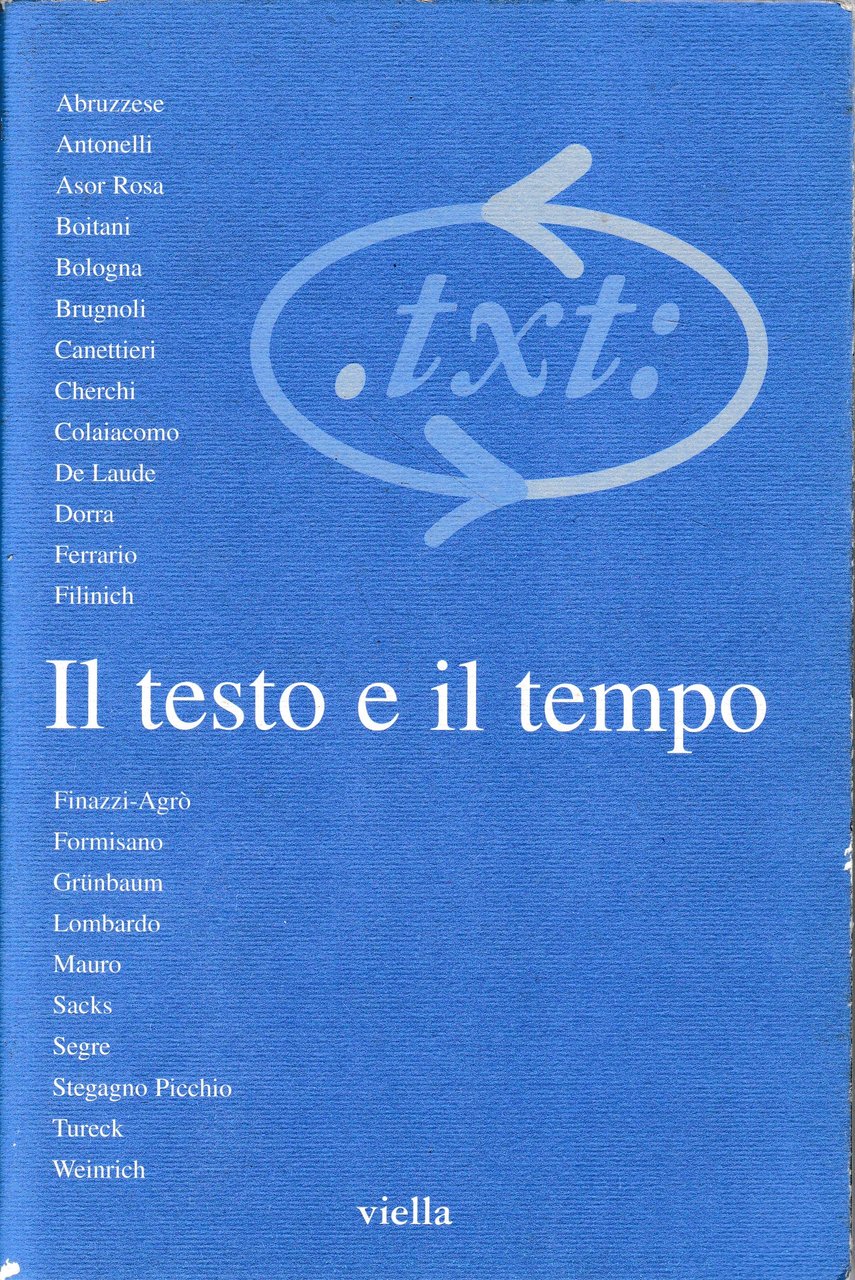 Abruzzese
Antonelli
Asor Rosa
Boitani
Bologna
Brugnoli
Canettieri
Cherchi
Colaiacomo
De Laude
Dorra
Ferrario
Filinich
.txt:
Il testo e il tempo
Finazzi-Agrò
Formisano
Grünbaum
Lombardo
Mauro
Sacks
Segre
Stegagno Picchio
Tureck
Weinrich
viella